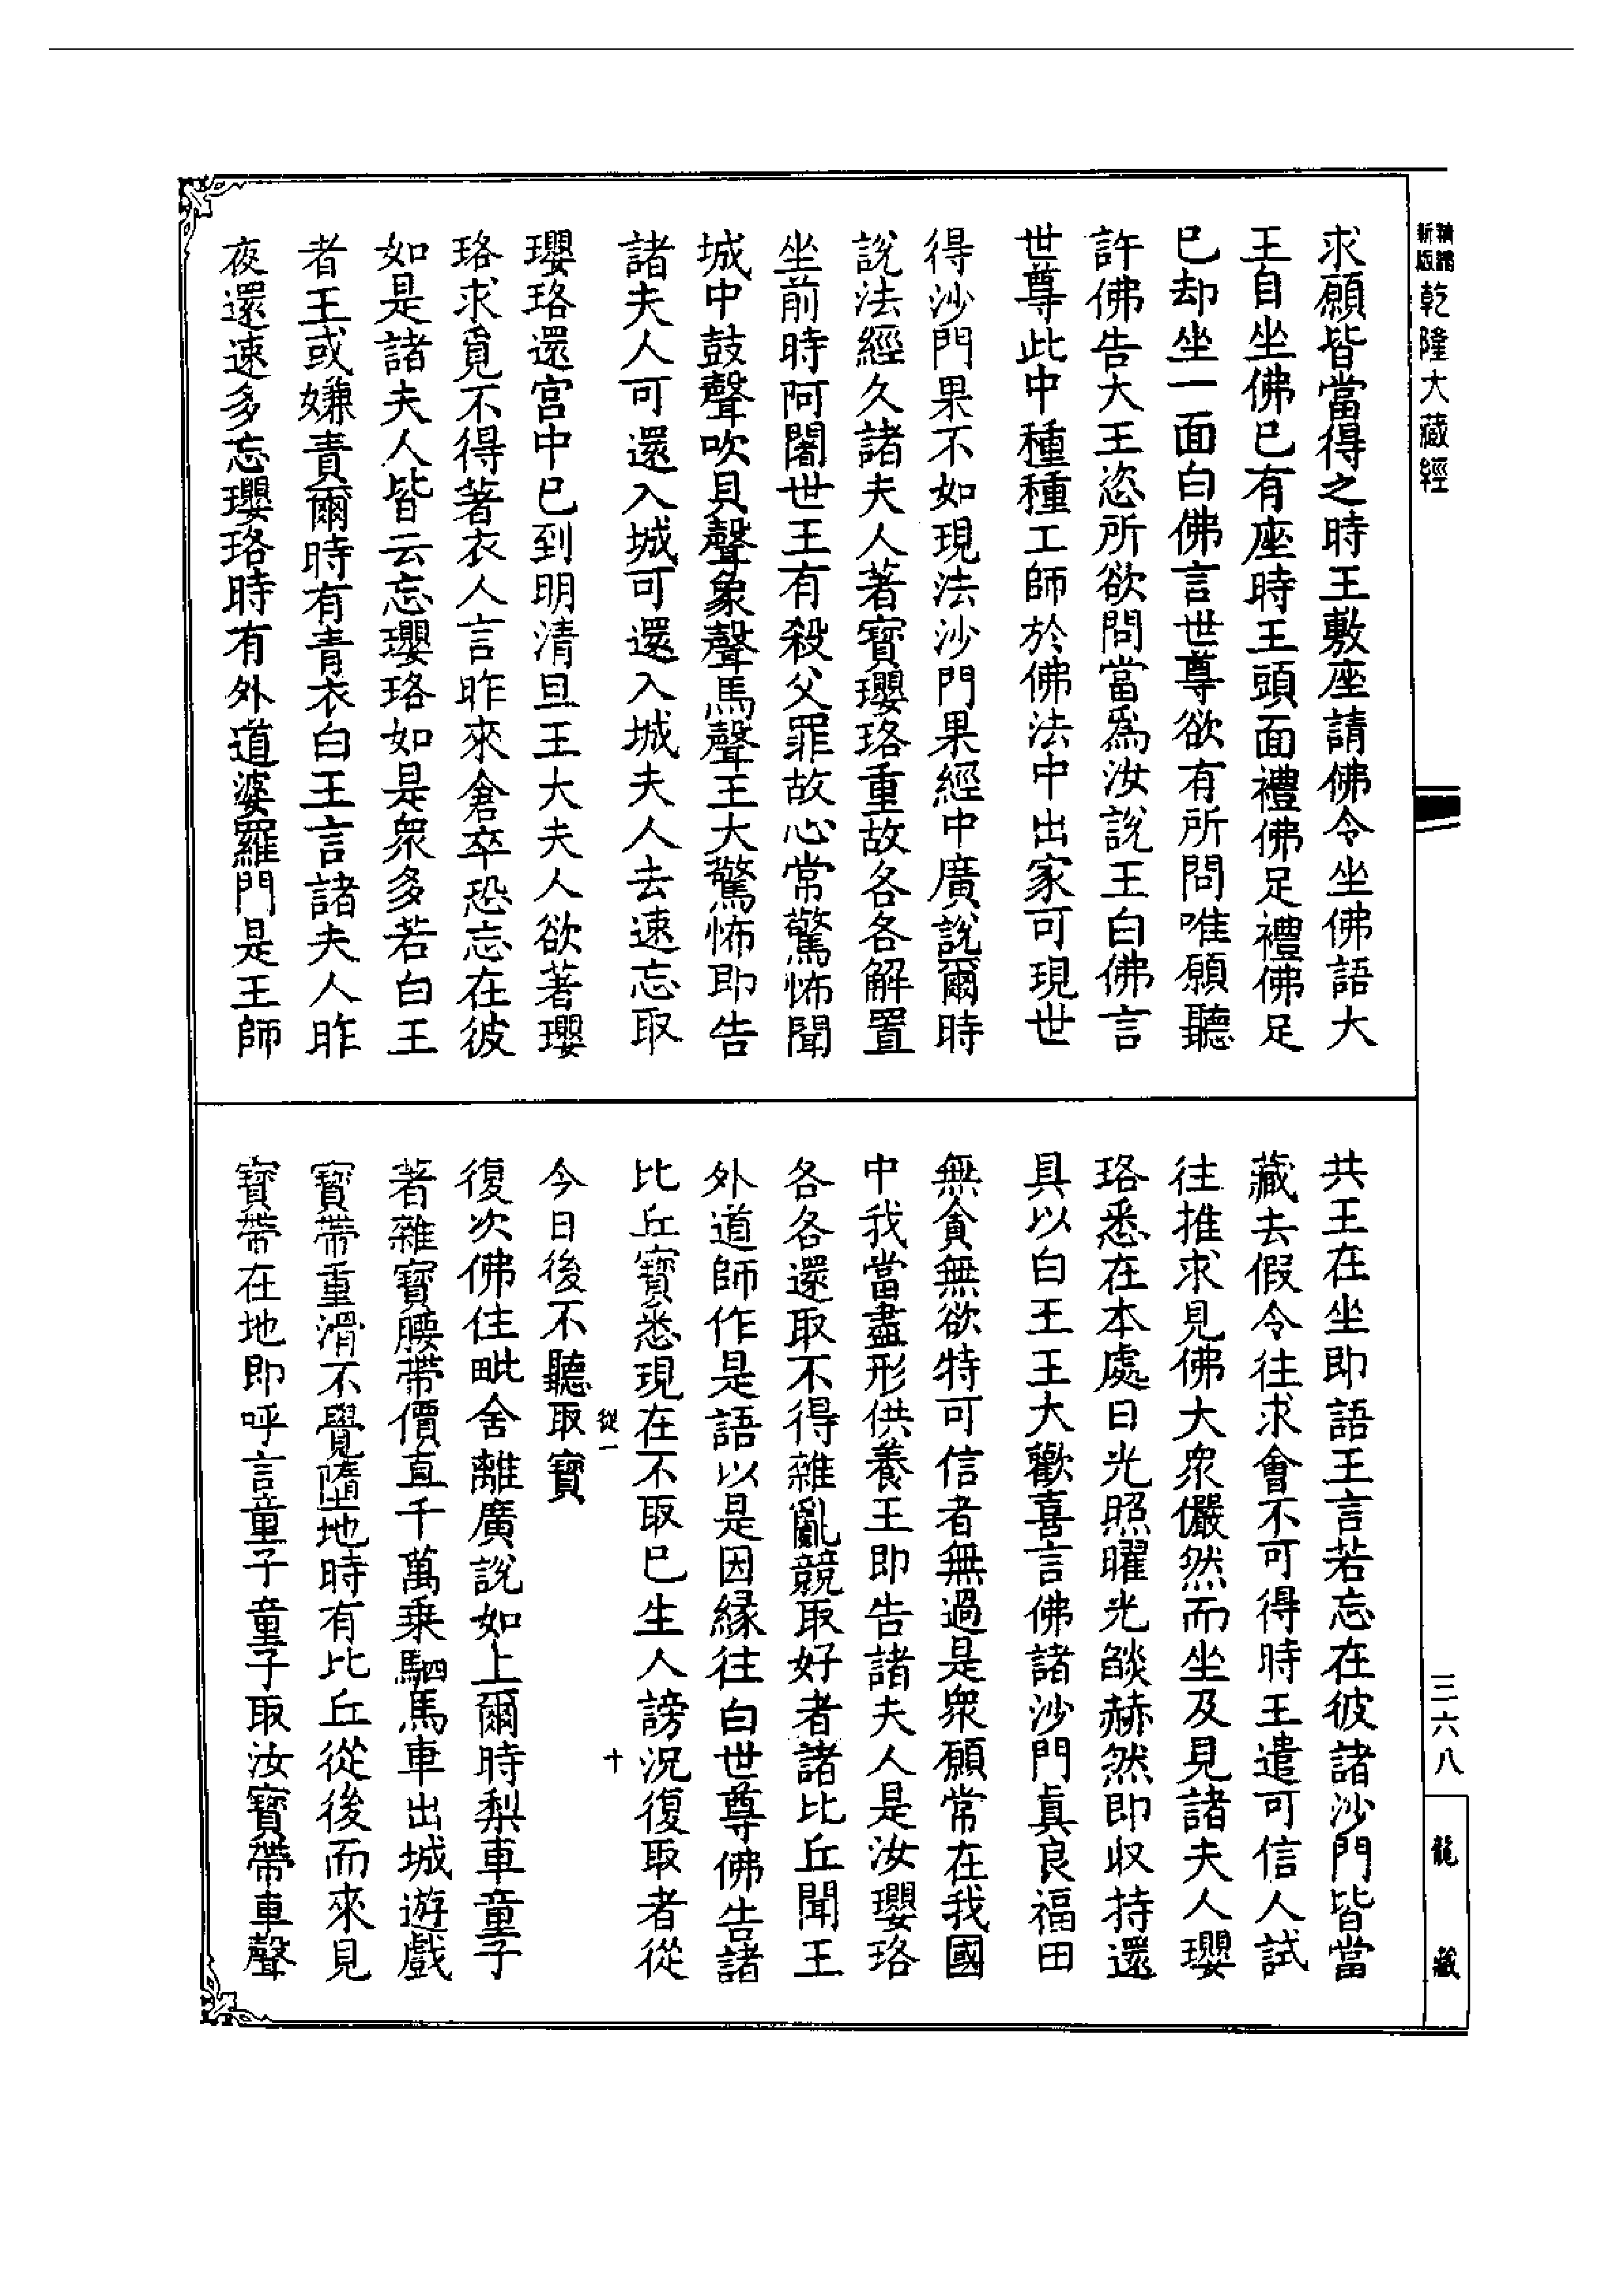 新版精譯乾隆大藏經
求願皆當得之時王敷座請佛令坐佛語大
王自坐佛已有座時王頭面禮佛足禮佛足
已却坐一面白佛言世尊欲有所問唯願聽
許佛告大王恣所欲問當爲汝說王白佛言
世尊此中種種工師於佛法中出家可現世
得沙門果不如現法沙門果經中廣說爾時
說法經久諸夫人著寶瓔珞重故各各解置
坐前時阿闍世王有殺父罪故心常驚怖聞
城中鼓聲吹貝聲象聲馬聲王大驚怖即告
諸夫人可還入城可還入城夫人去速忘取
瓔珞還宮中已到明清旦王大夫人欲著瓔
珞求覓不得著衣人言昨來倉卒恐忘在彼
如是諸夫人皆云忘瓔珞如是衆多若白王
者王或嫌責爾時有青衣白王言諸夫人昨
夜還速多忘瓔珞時有外道婆羅門是王師
共王在坐即語王言若忘在彼諸沙門皆當
藏去假令往求會不可得時王遣可信人試
往推求見佛大衆儼然而坐及見諸夫人瓔
珞悉在本處日光照曜光燄赫然即收持還
具以白王王大歡喜言佛諸沙門真良福田
無貪無欲特可信者無過是衆願常在我國
中我當盡形供養王即告諸夫人是汝瓔珞
各各還取不得雜亂競取好者諸比丘聞王
外道師作是語以是因緣往白世尊佛告諸
比丘寶悉現在不取已生人謗況復取者從
今日後不聽取寶
復次佛住毗舍離廣說如上爾時梨車童子
著雜寶腰帶價直千萬乘駟馬車出城遊戲
寶帶重滑不覺墮地時有比丘從後而來見
寶帶在地即呼言童子童子取汝寶帶車聲
從一
十
三六八
龍藏